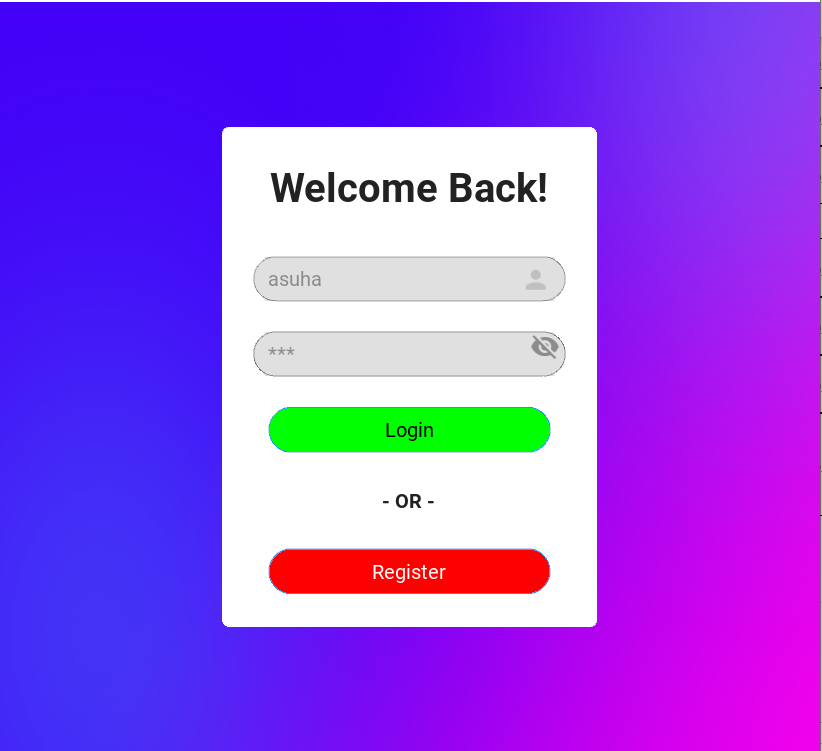 Welcome Back!
asuha
***
Login
- OR -
Register